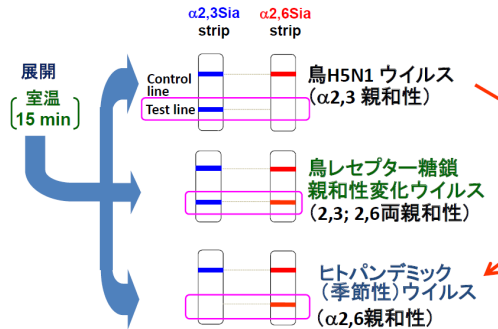 α2,3Sia
strip
α2,6Sia
strip
展開
室温
15 min
Control
line
Test line
鳥H5N1 ウイルス
(α2,3 親和性)
鳥レセプター糖鎖
親和性変化ウイルス
(2,3; 2,6両親和性)
ヒトパンデミック
(季節性)ウイルス
(α2,6親和性)